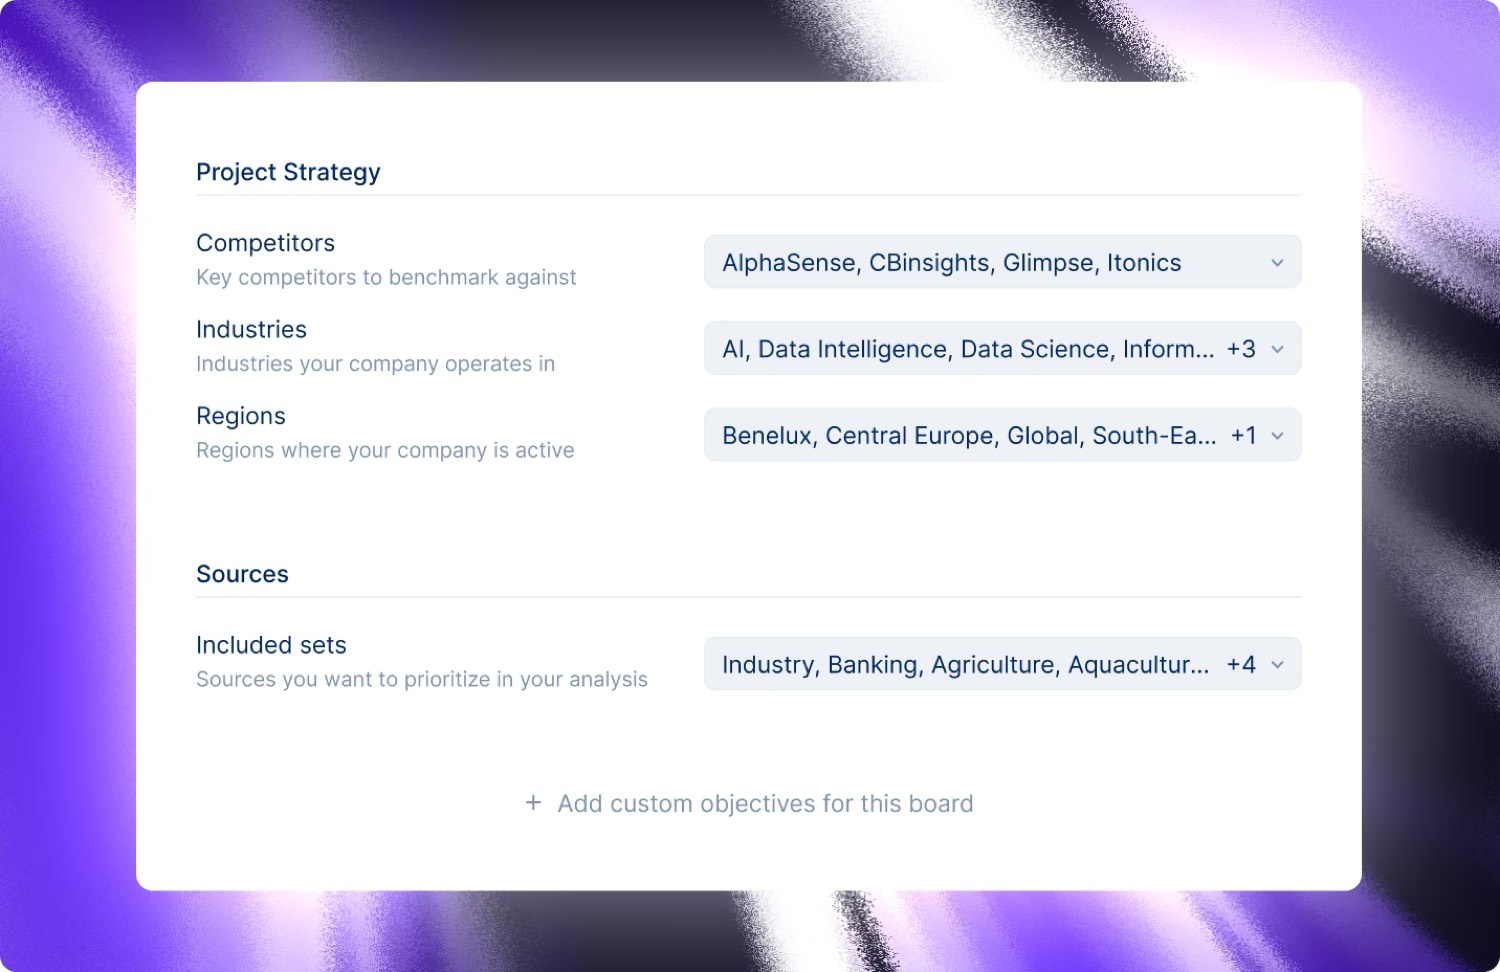 Project Strategy
Competitors
Key competitors to benchmark against
AlphaSense, CBinsights, Glimpse, Itonics
Industries
Industries your company operates in
AI, Data Intelligence, Data Science, Inform... +3
Regions
Regions where your company is active
Benelux, Central Europe, Global, South-Ea... +1
Sources
Included sets
Sources you want to prioritize in your analysis
Industry, Banking, Agriculture, Aquacultur... +4
+ Add custom objectives for this board